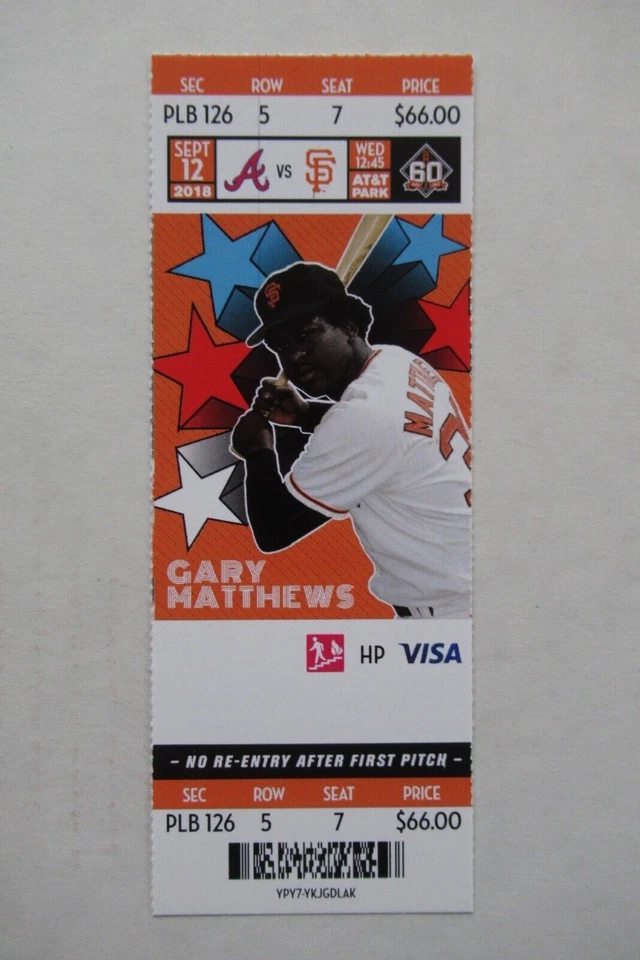 SEC ROW SEAT PRICE
PLB 126 5 7 $66.00
SEPT 12 2018 A VS SF WED 12:45 AT&T PARK 60
SF
MATTHE
GARY
MATTHEWS
HP VISA
– NO RE-ENTRY AFTER FIRST PITCH –
SEC ROW SEAT PRICE
PLB 126 5 7 $66.00
YPY7-YKJGDLAK